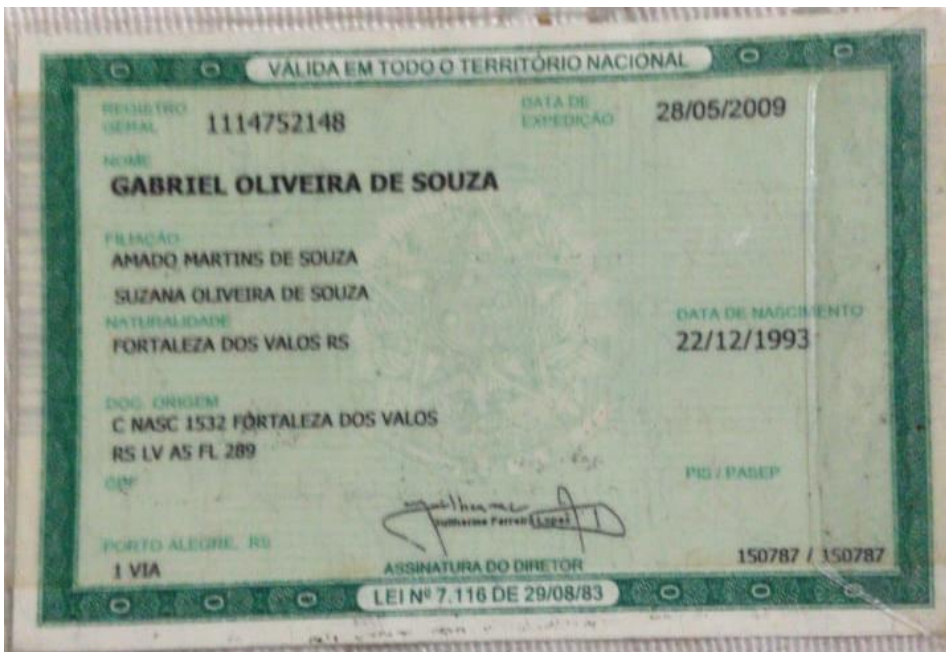 VÁLIDA EM TODO O TERRITÓRIO NACIONAL
REGISTRO GERAL 1114752148 DATA DE EXPEDIÇÃO 28/05/2009
NOME
GABRIEL OLIVEIRA DE SOUZA
FILIAÇÃO
AMADO MARTINS DE SOUZA
SUZANA OLIVEIRA DE SOUZA
NATURALIDADE DATA DE NASCIMENTO
FORTALEZA DOS VALOS RS 22/12/1993
DOC. ORIGEM
C NASC 1532 FORTALEZA DOS VALOS
RS LV A5 FL 289
CPF PIS / PASEP
PORTO ALEGRE, RS
1 VIA ASSINATURA DO DIRETOR 150787 / 150787
LEI Nº 7.116 DE 29/08/83